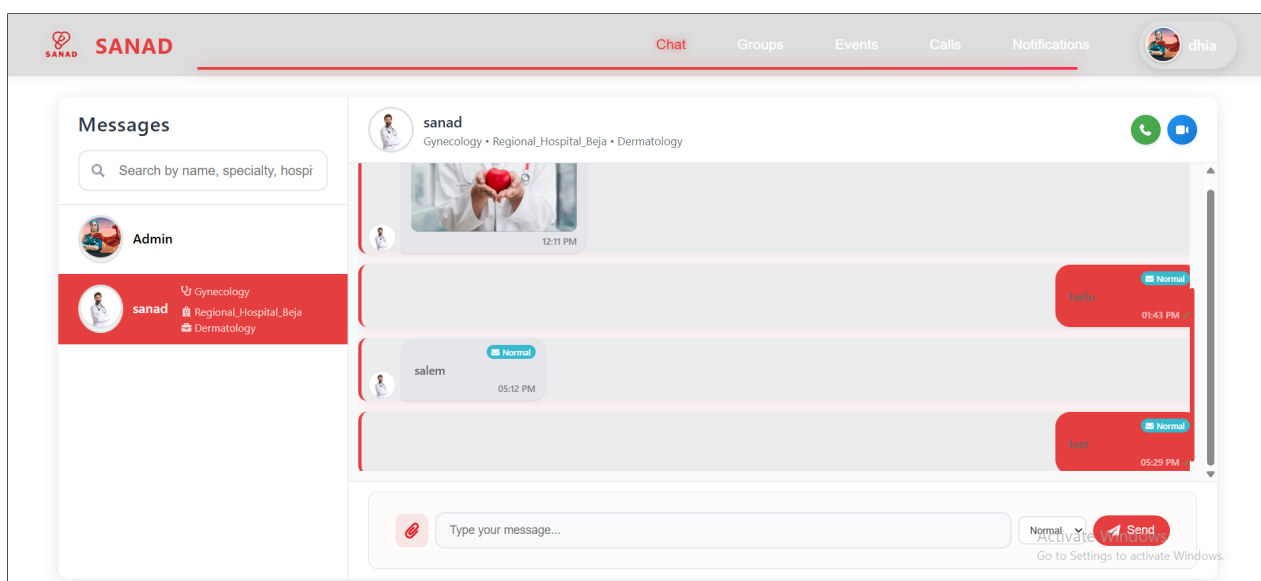 SANAD
SANAD
Chat
Groups
Events
Calls
Notifications
dhia
Messages
Search by name, specialty, hospi
Admin
sanad
Gynecology
Regional_Hospital_Beja
Dermatology
sanad
Gynecology • Regional_Hospital_Beja • Dermatology
12:11 PM
Normal
hello
01:43 PM ✓
Normal
salem
05:12 PM
Normal
test
05:29 PM ✓
Type your message...
Normal
Send
Activate Windows
Go to Settings to activate Windows.